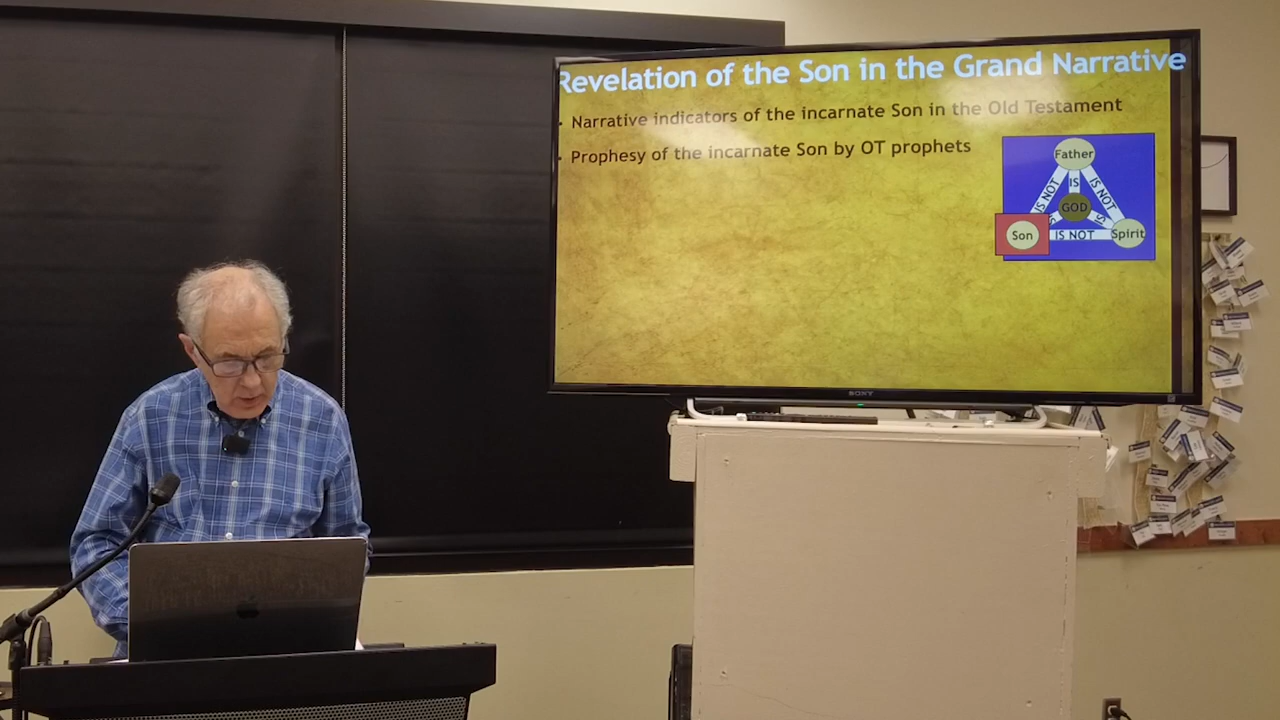 Revelation of the Son in the Grand Narrative
• Narrative indicators of the incarnate Son in the Old Testament
• Prophesy of the incarnate Son by OT prophets
Father
IS NOT
IS
IS NOT
GOD
IS
IS
Son
IS NOT
Spirit
SONY